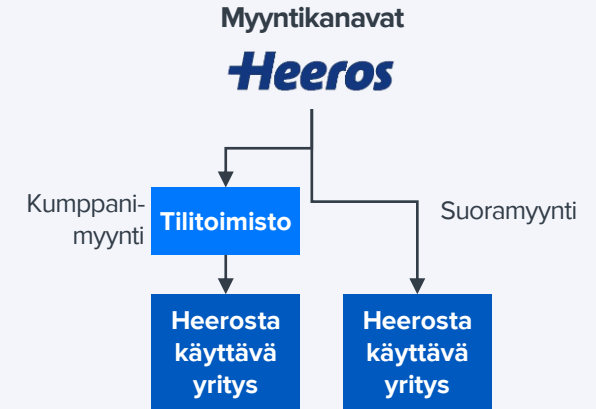 Myyntikanavat
Heeros
Kumppani-
myynti
Tilitoimisto
Suoramyynti
Heerosta
käyttävä
yritys
Heerosta
käyttävä
yritys